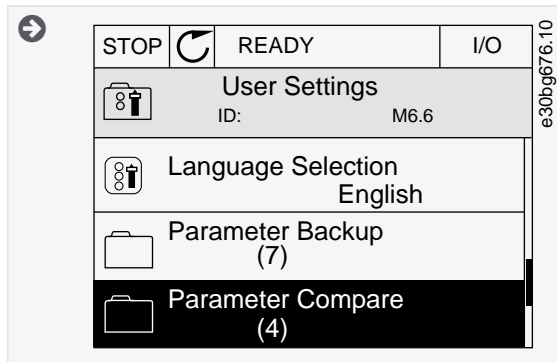 STOP READY I/O
User Settings
ID: M6.6
Language Selection
English
Parameter Backup
(7)
Parameter Compare
(4)
e30bg676.10